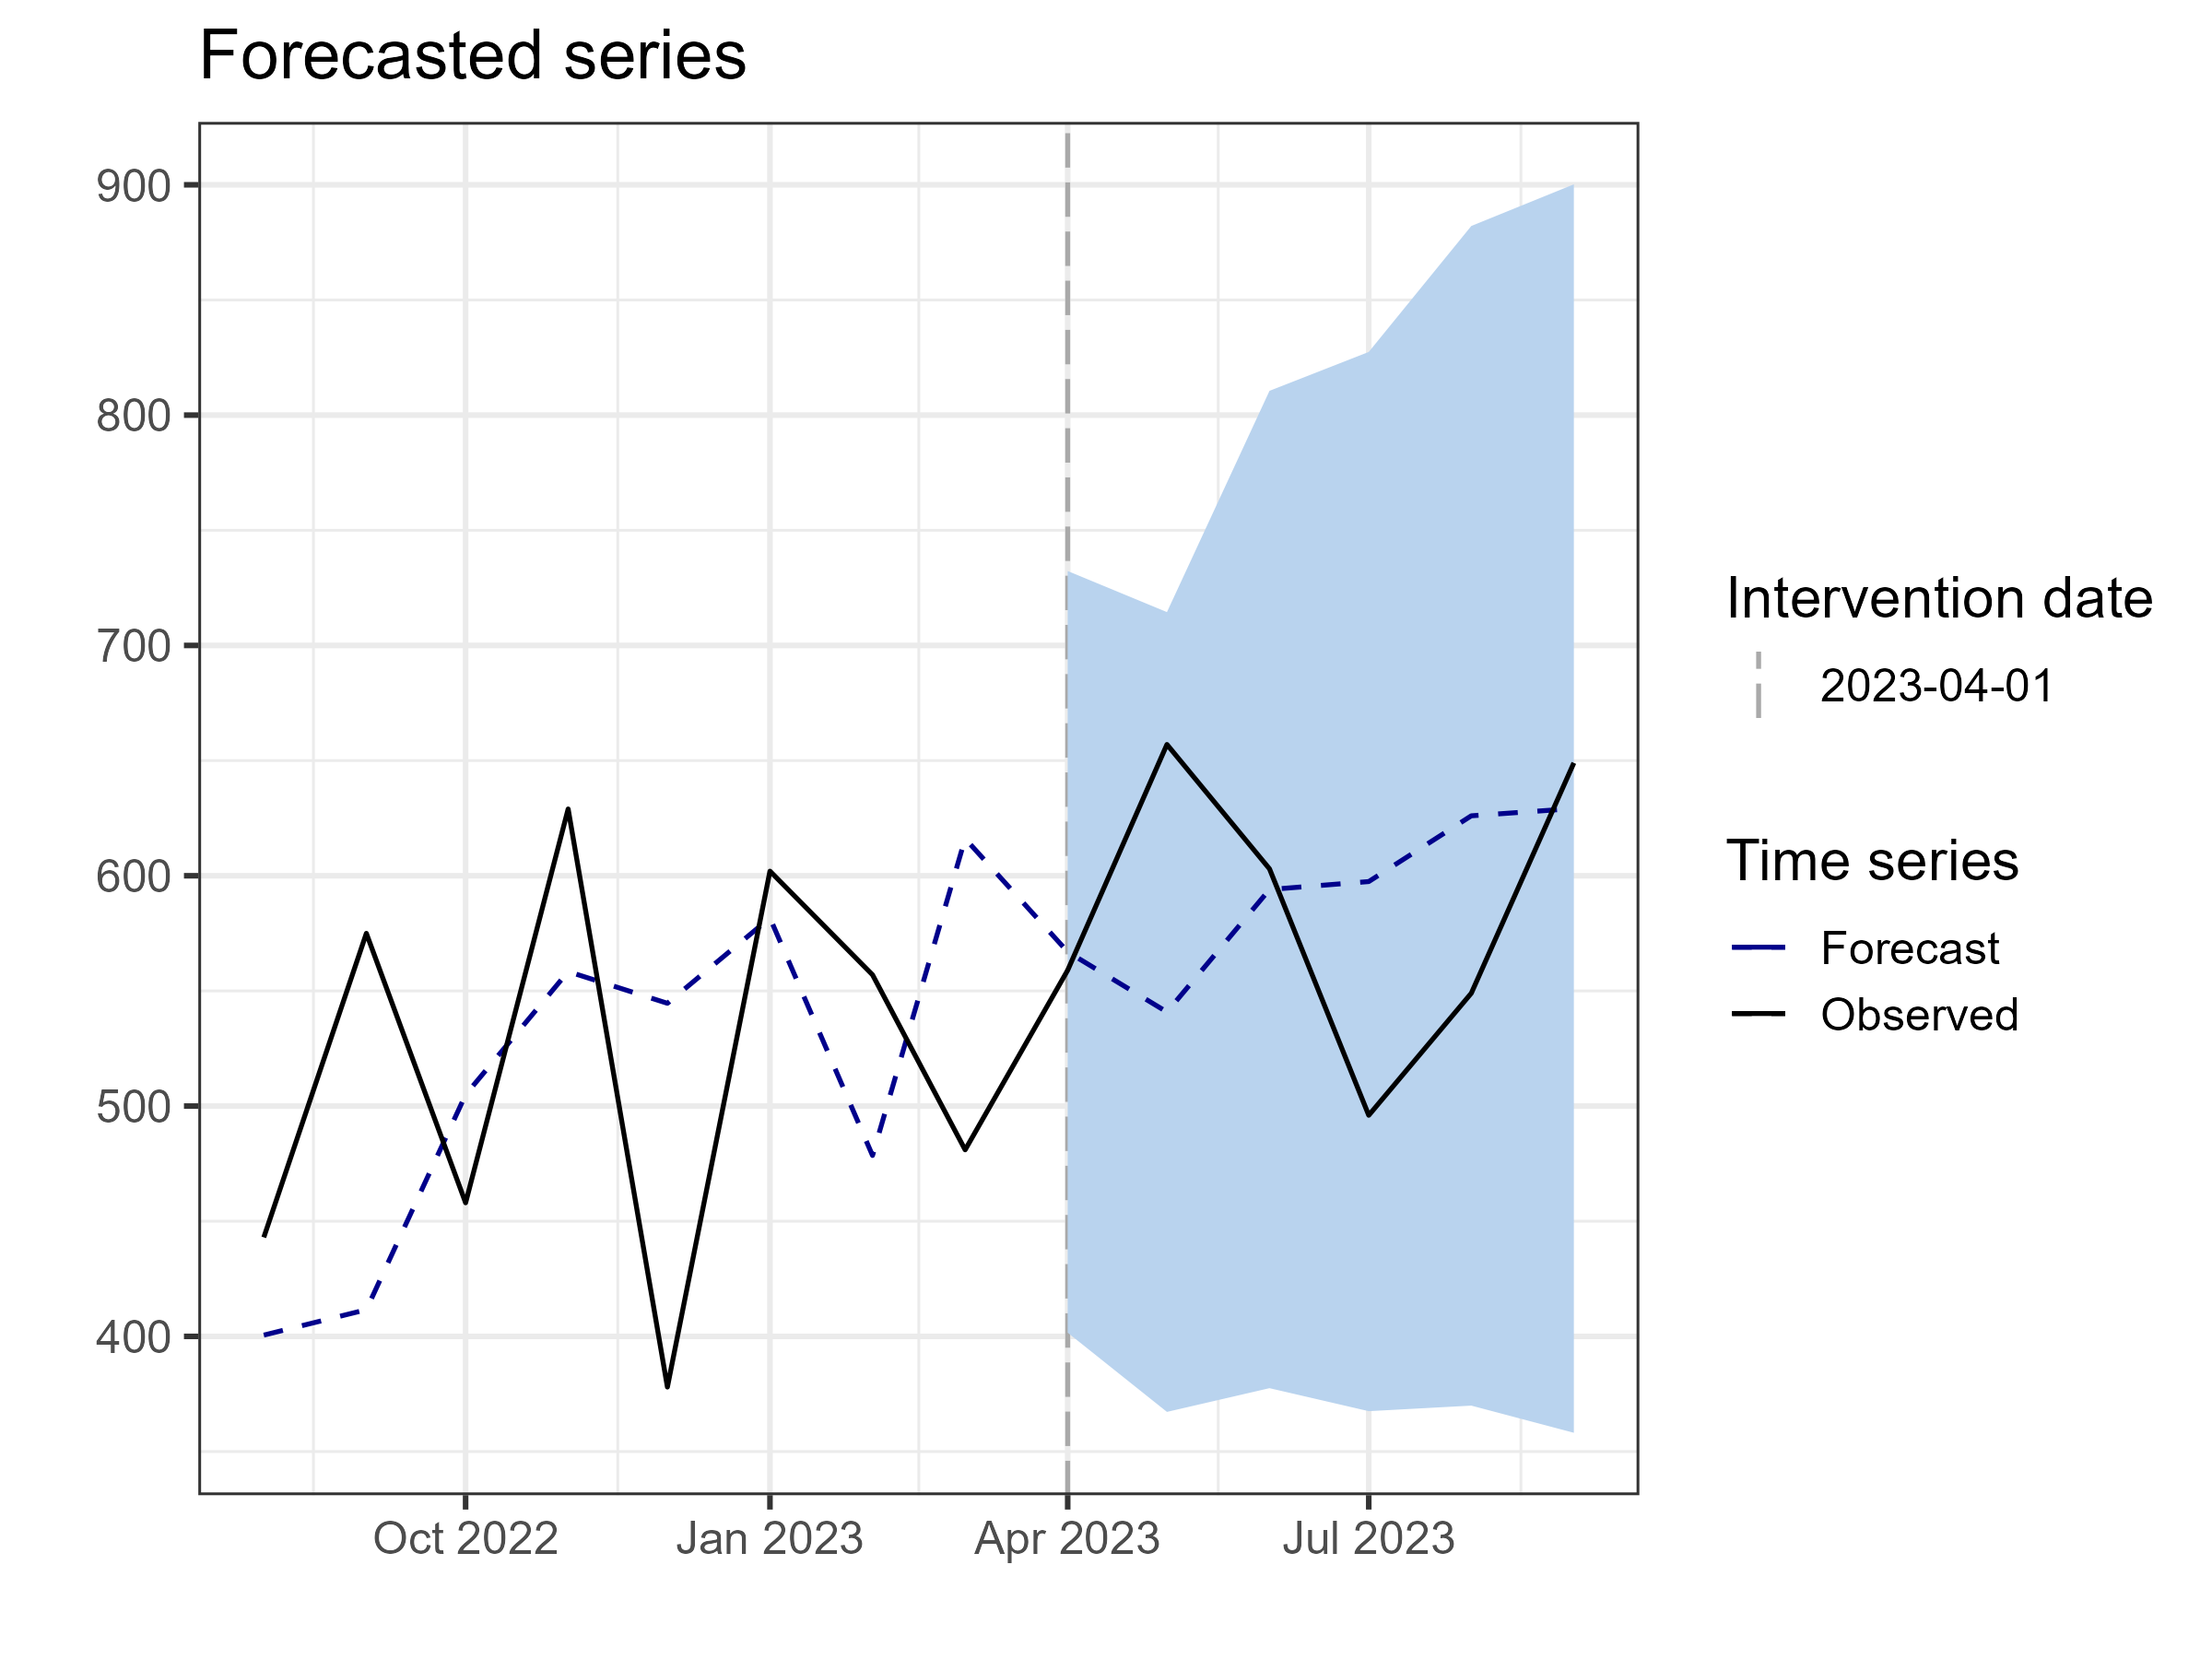 Forecasted series
900
800
700
600
500
400
Oct 2022
Jan 2023
Apr 2023
Jul 2023
Intervention date
2023-04-01
Time series
Forecast
Observed